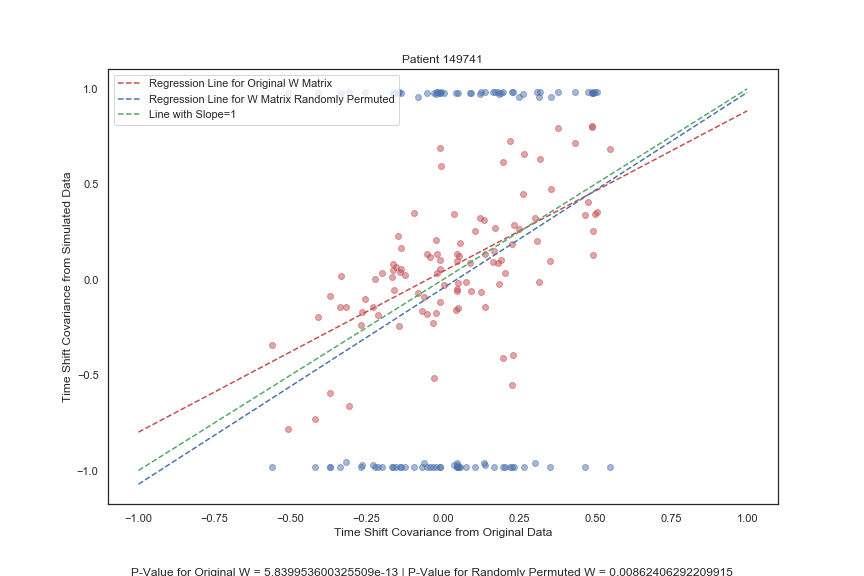 Patient 149741
Regression Line for Original W Matrix
Regression Line for W Matrix Randomly Permuted
Line with Slope=1
Time Shift Covariance from Simulated Data
1.0
0.5
0.0
−0.5
−1.0
−1.00 −0.75 −0.50 −0.25 0.00 0.25 0.50 0.75 1.00
Time Shift Covariance from Original Data
P-Value for Original W = 5.839953600325509e-13 | P-Value for Randomly Permuted W = 0.00862406292209915